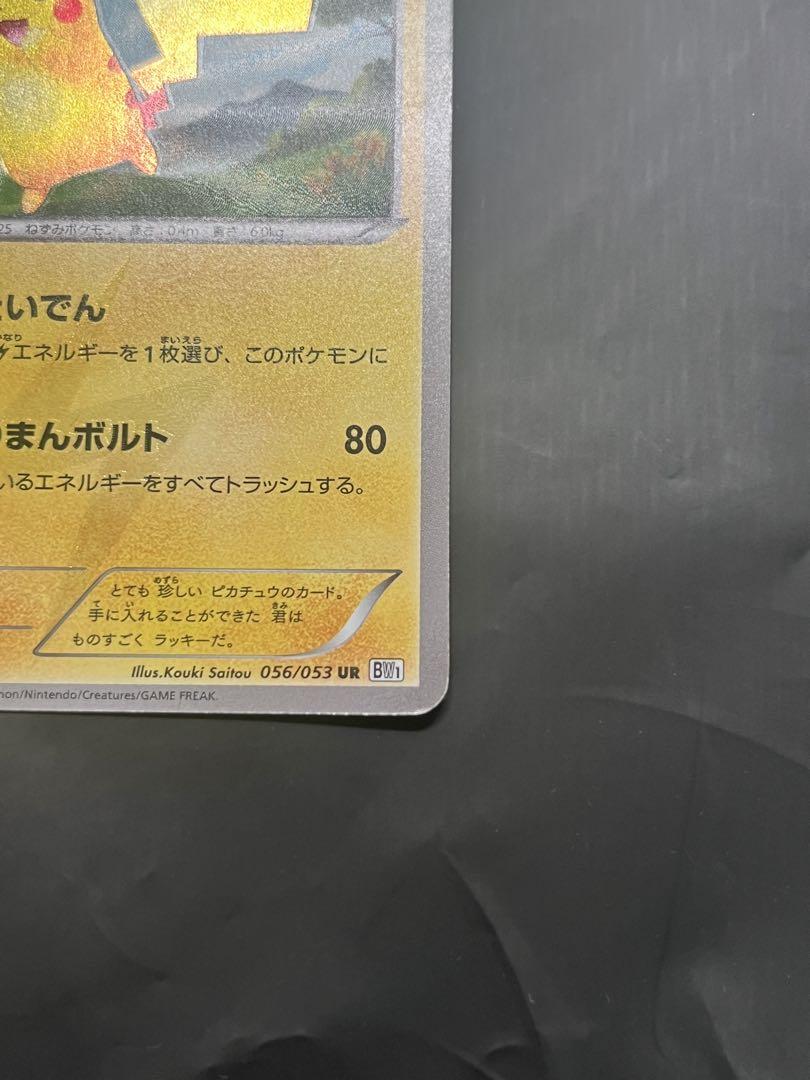 25 ねずみポケモン 高さ：0.4m 重さ：6.0kg
いでん
エネルギーを1枚選び、このポケモンに
まんボルト 80
いるエネルギーをすべてトラッシュする。
とても 珍しい ピカチュウのカード。
手に入れることができた 君は
ものすごく ラッキーだ。
Illus.Kouki Saitou 056/053 UR BW1
mon/Nintendo/Creatures/GAME FREAK.